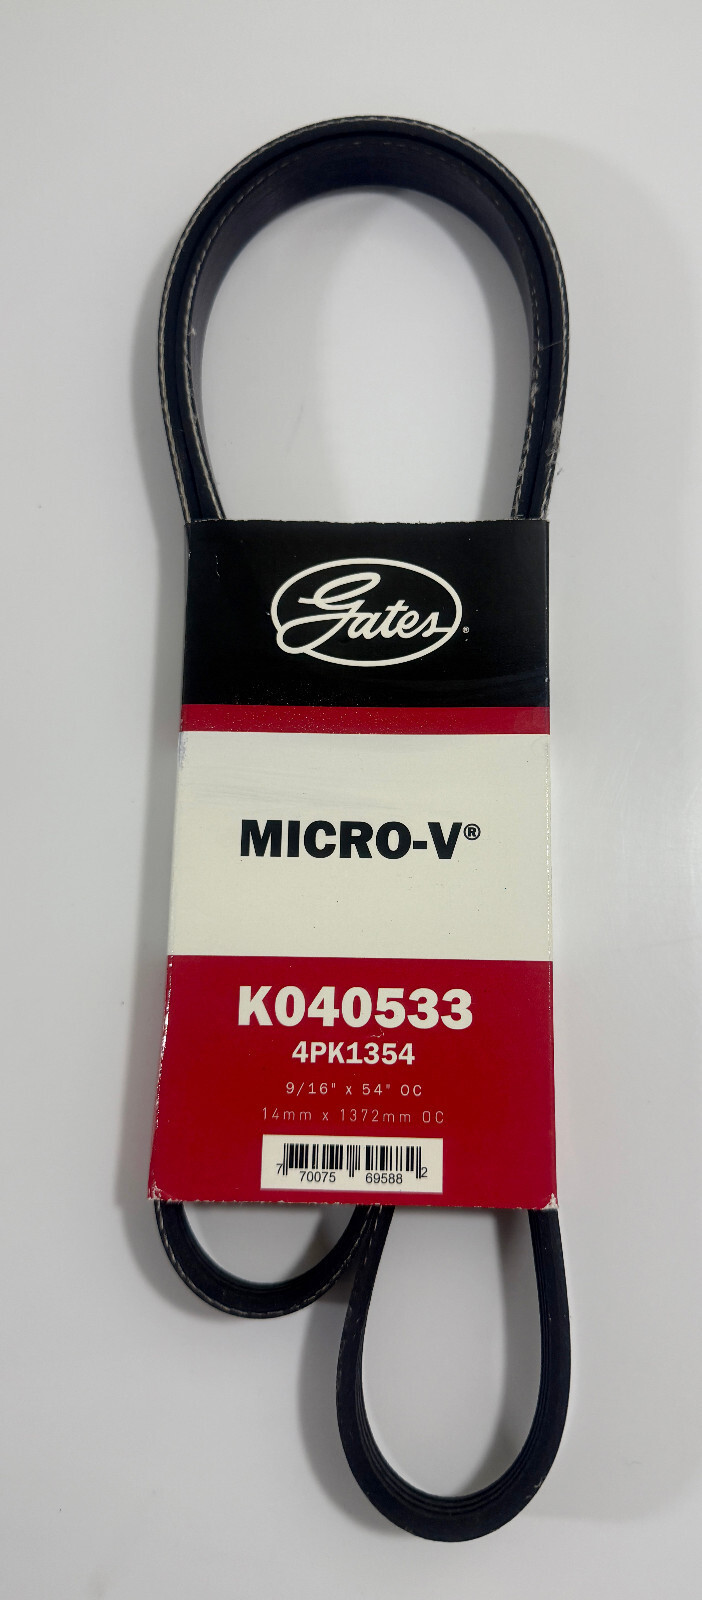 Gates®
MICRO-V®
K040533
4PK1354
9/16" x 54" OC
14mm x 1372mm OC
7 70075 69588 2